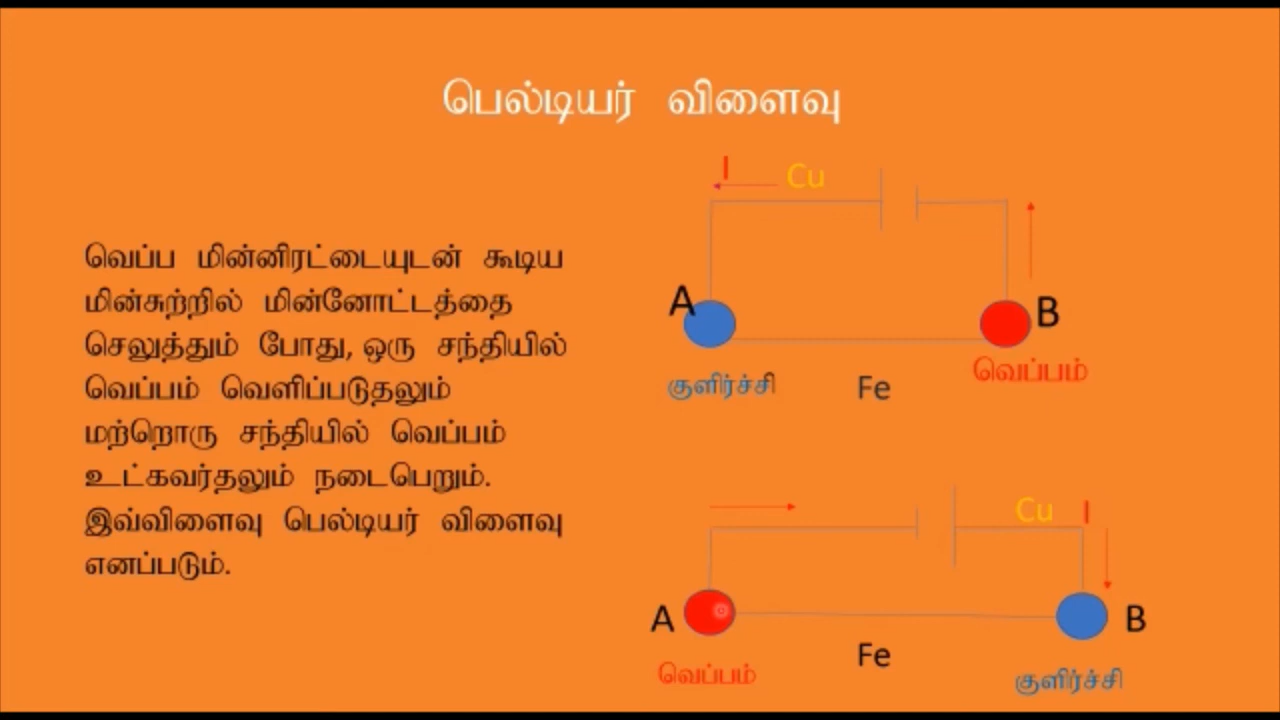 பெல்டியர் விளைவு
வெப்ப மின்னிரட்டையுடன் கூடிய
மின்சுற்றில் மின்னோட்டத்தை
செலுத்தும் போது, ஒரு சந்தியில்
வெப்பம் வெளிப்படுதலும்
மற்றொரு சந்தியில் வெப்பம்
உட்கவர்தலும் நடைபெறும்.
இவ்விளைவு பெல்டியர் விளைவு
எனப்படும்.
I Cu
A B
குளிர்ச்சி Fe வெப்பம்
Cu I
A B
Fe
வெப்பம் குளிர்ச்சி